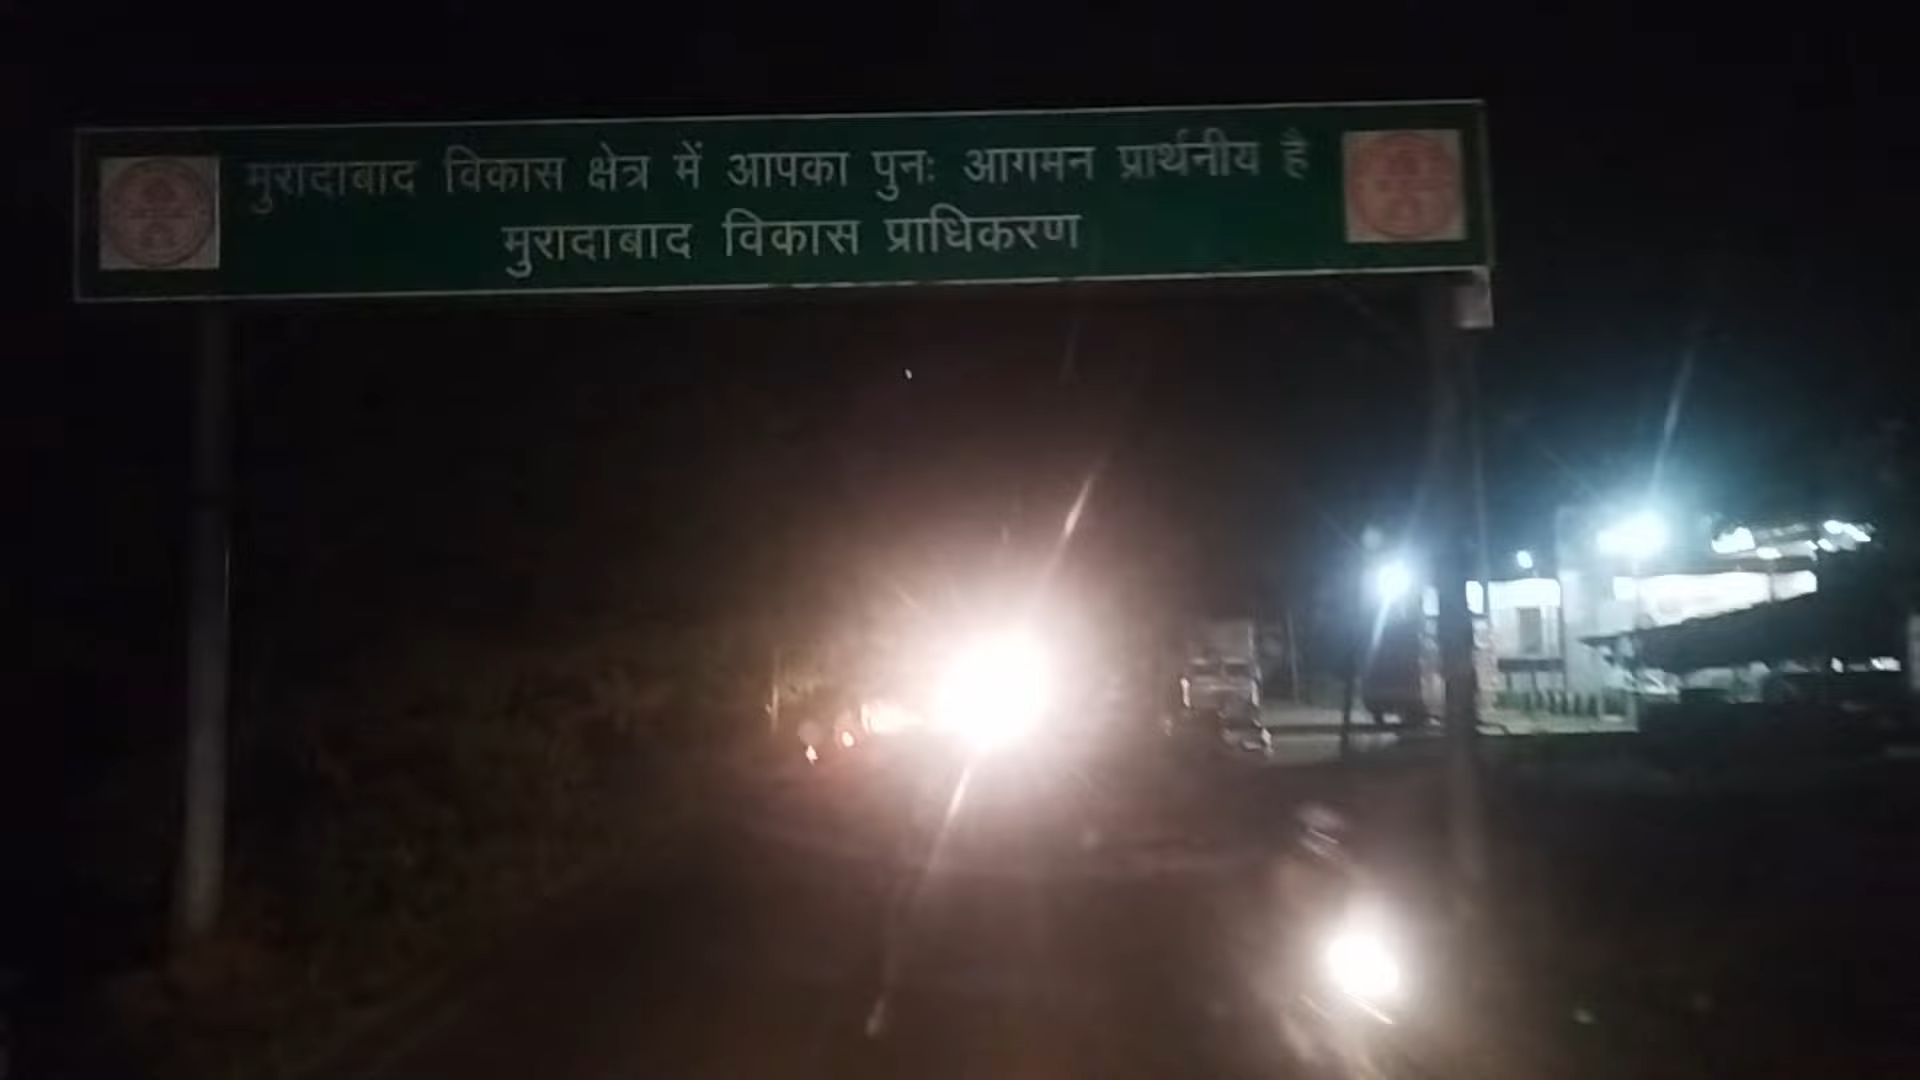 मुरादाबाद विकास क्षेत्र में आपका पुनः आगमन प्रार्थनीय है
मुरादाबाद विकास प्राधिकरण